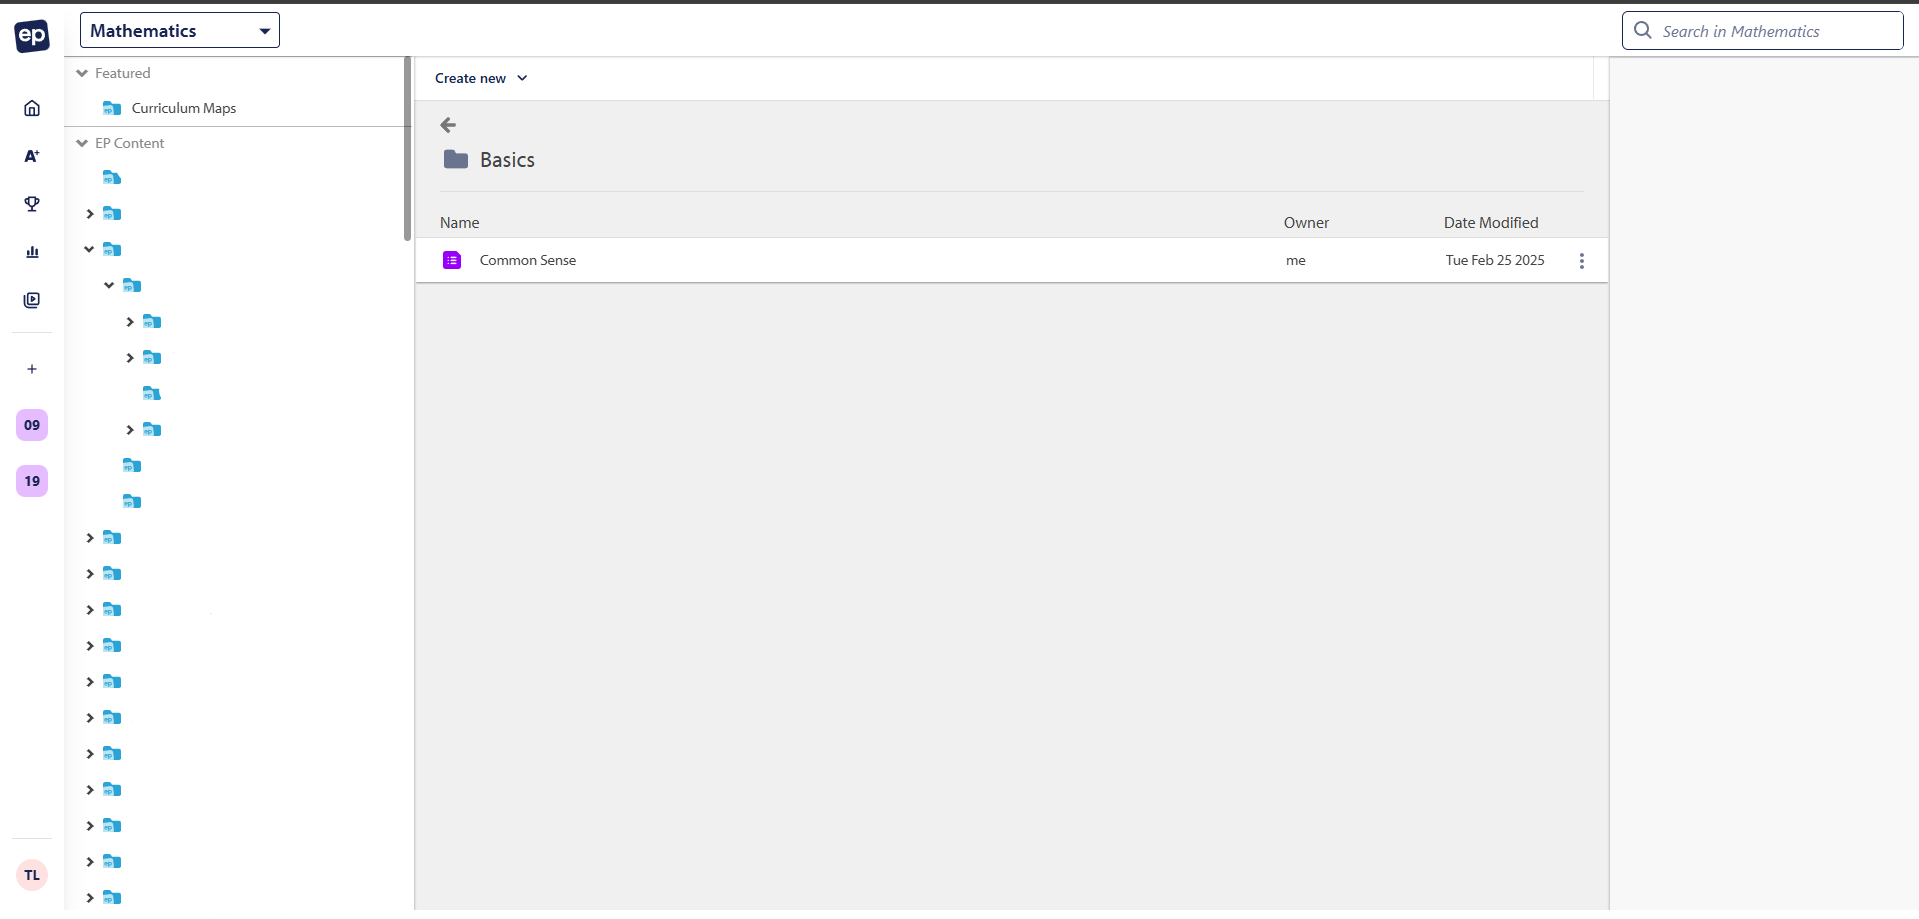 ep
Mathematics
Search in Mathematics
Featured
Curriculum Maps
EP Content
Create new
Basics
Name Owner Date Modified
Common Sense me Tue Feb 25 2025
A+
+
09
19
TL